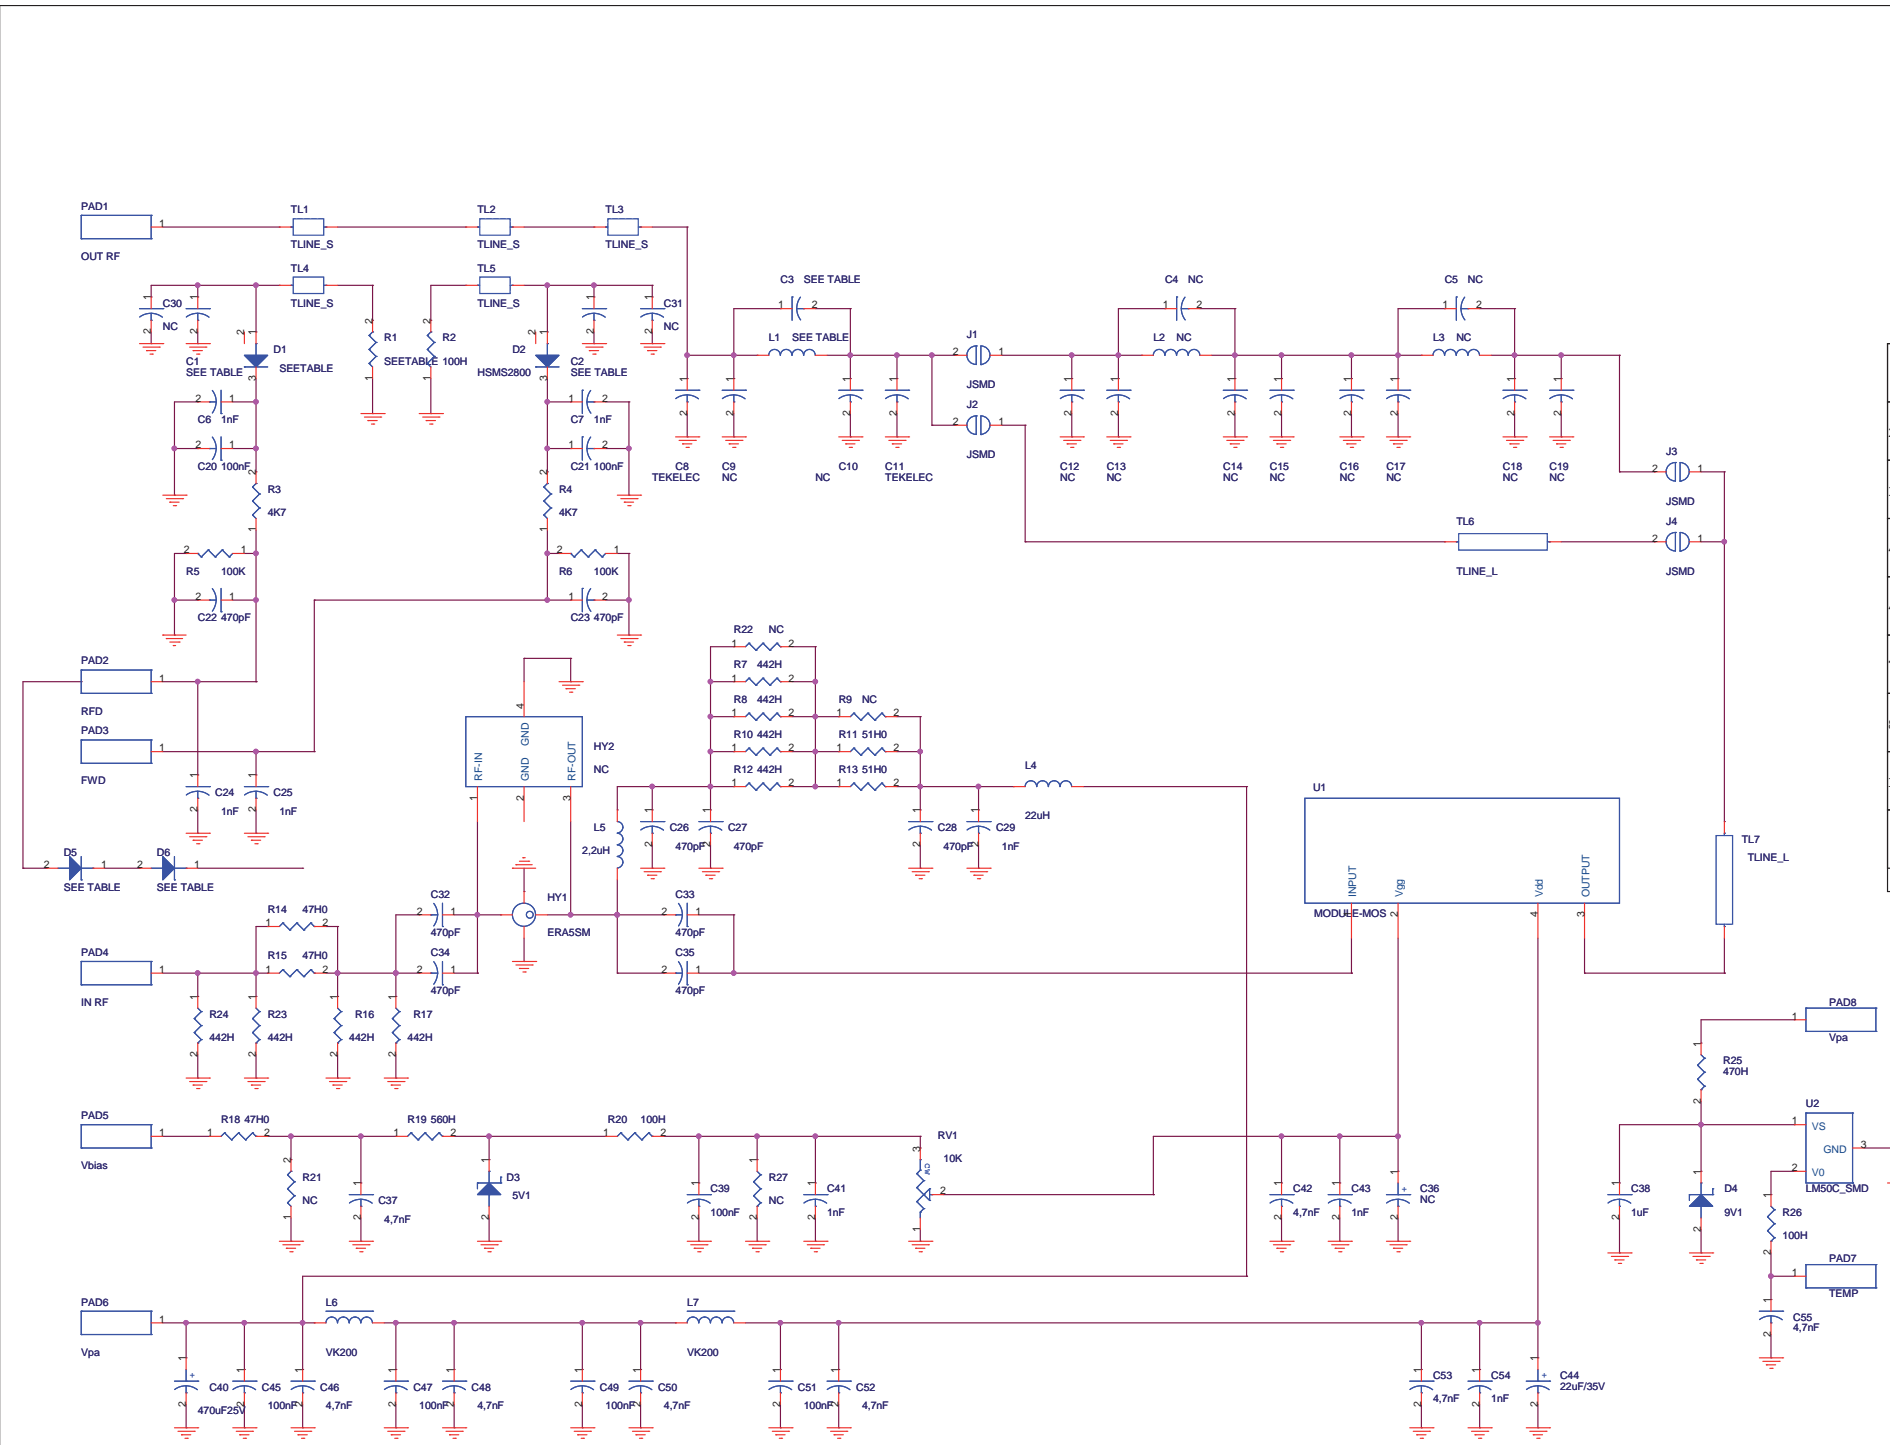 PAD1
1
OUT RF
TL1
TLINE_S
TL2
TLINE_S
TL3
TLINE_S
TL4
TLINE_S
TL5
TLINE_S
C30
NC
C31
NC
C1
SEE TABLE
D1
SEETABLE
R1
SEETABLE
R2
100H
D2
HSMS2800
C2
SEE TABLE
C6 1nF
C7 1nF
C20 100nF
C21 100nF
R3
4K7
R4
4K7
R5 100K
R6 100K
C22 470pF
C23 470pF
C3 SEE TABLE
L1 SEE TABLE
C4 NC
L2 NC
C5 NC
L3 NC
J1
JSMD
J2
JSMD
C8
TEKELEC
C9
NC
C10
NC
C11
TEKELEC
C12
NC
C13
NC
C14
NC
C15
NC
C16
NC
C17
NC
C18
NC
C19
NC
J3
JSMD
J4
JSMD
TL6
TLINE_L
PAD2
1
RFD
PAD3
1
FWD
C24
1nF
C25
1nF
D5
SEE TABLE
D6
SEE TABLE
RF-IN
GND
GND
RF-OUT
HY2
NC
R22 NC
R7 442H
R8 442H
R9 NC
R10 442H
R11 51H0
R12 442H
R13 51H0
L4
22uH
L5
2,2uH
C26
470pF
C27
470pF
C28
470pF
C29
1nF
U1
INPUT
Vgg
Vdd
OUTPUT
MODULE-MOS
TL7
TLINE_L
R14 47H0
R15 47H0
PAD4
1
IN RF
C32
470pF
C34
470pF
HY1
ERA5SM
C33
470pF
C35
470pF
R24
442H
R23
442H
R16
442H
R17
442H
PAD5
1
Vbias
R18 47H0
R19 560H
R20 100H
RV1
10K
CW
R21
NC
C37
4,7nF
D3
5V1
C39
100nF
R27
NC
C41
1nF
C42
4,7nF
C43
1nF
C36
NC
PAD8
1
Vpa
R25
470H
U2
VS
GND
V0
LM50C_SMD
C38
1uF
D4
9V1
R26
100H
PAD7
1
TEMP
C55
4,7nF
PAD6
1
Vpa
L6
VK200
L7
VK200
C40
470uF25V
C45
100nF
C46
4,7nF
C47
100nF
C48
4,7nF
C49
100nF
C50
4,7nF
C51
100nF
C52
4,7nF
C53
4,7nF
C54
1nF
C44
22uF/35V